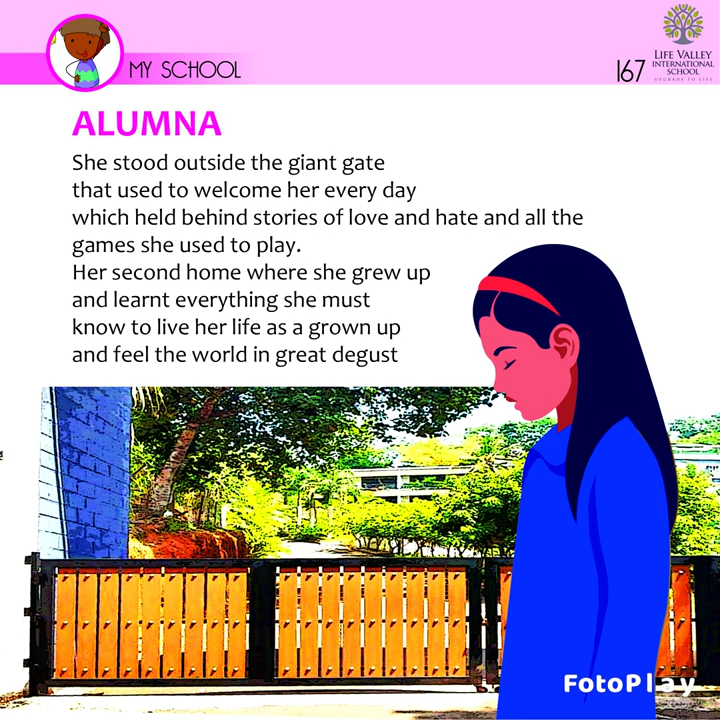 MY SCHOOL
167
LIFE VALLEY
INTERNATIONAL
SCHOOL
UPGRADE TO LIFE
ALUMNA
She stood outside the giant gate
that used to welcome her every day
which held behind stories of love and hate and all the
games she used to play.
Her second home where she grew up
and learnt everything she must
know to live her life as a grown up
and feel the world in great degust
FotoPlay